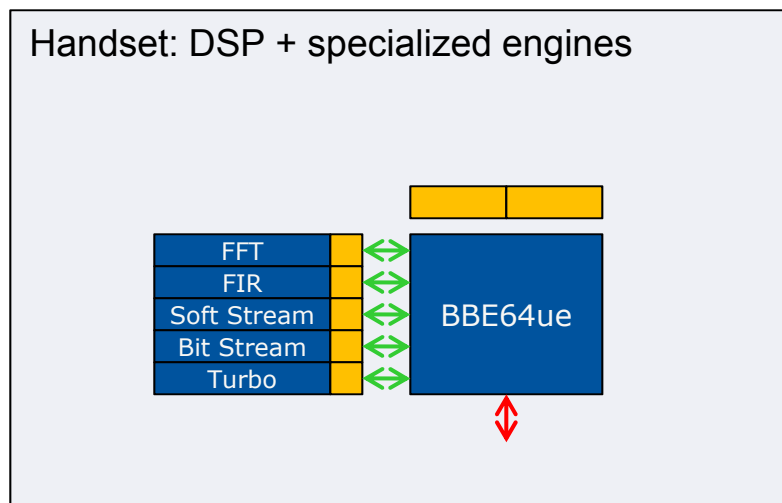 Handset: DSP + specialized engines
FFT
FIR
Soft Stream
Bit Stream
Turbo
BBE64ue